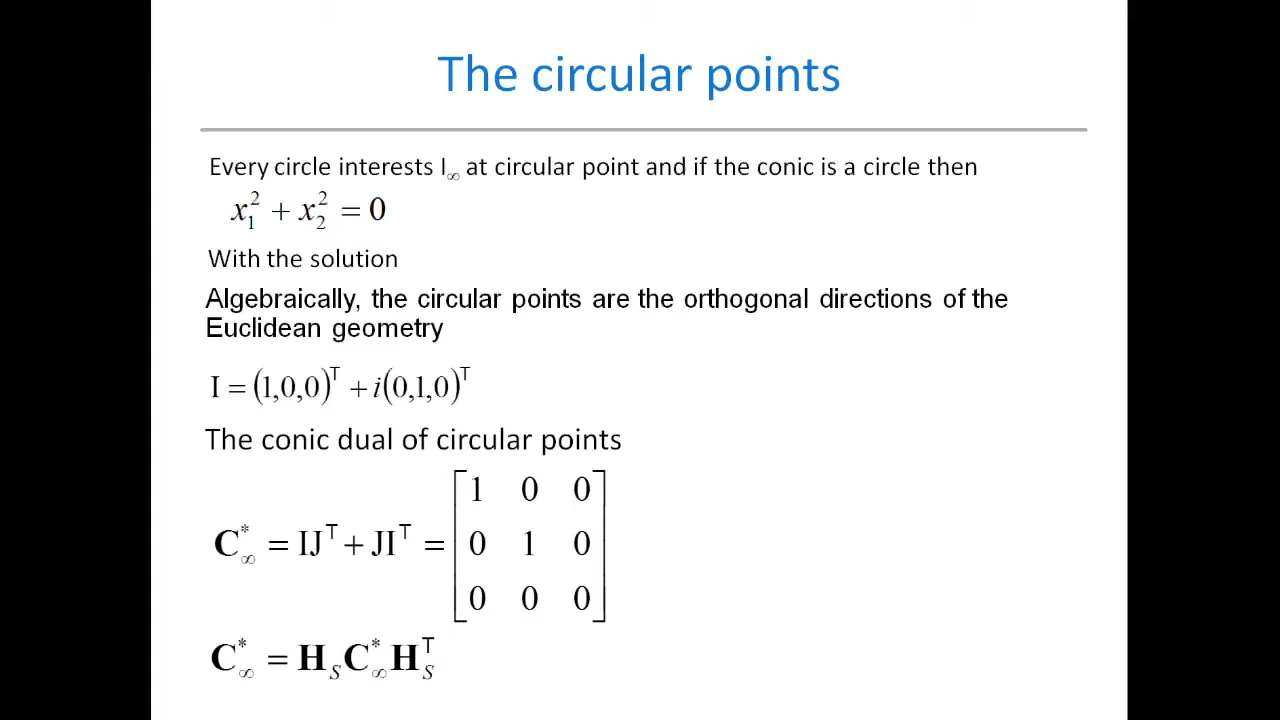 The circular points
Every circle interests I∞ at circular point and if the conic is a circle then
x₁² + x₂² = 0
With the solution
Algebraically, the circular points are the orthogonal directions of the
Euclidean geometry
I = (1,0,0)ᵀ + i(0,1,0)ᵀ
The conic dual of circular points
C*∞ = IJᵀ + JIᵀ = [1 0 0; 0 1 0; 0 0 0]
C*∞ = H_S C*∞ H_Sᵀ